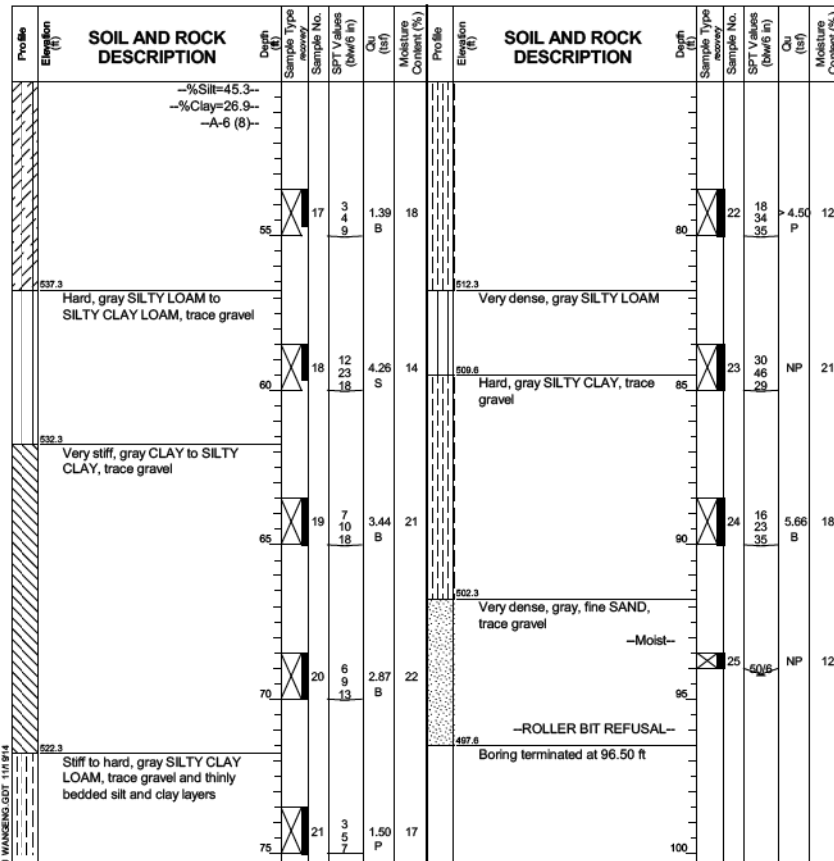 Profile
Elevation (ft)
SOIL AND ROCK
DESCRIPTION
Depth (ft)
Sample Type
recovery
Sample No.
SPT Values (blw/6 in)
Qu (tsf)
Moisture Content (%)
--%Silt=45.3--
--%Clay=26.9--
--A-6 (8)--
55
17
3
4
9
1.39
B
18
537.3
Hard, gray SILTY LOAM to
SILTY CLAY LOAM, trace gravel
60
18
12
23
18
4.26
S
14
532.3
Very stiff, gray CLAY to SILTY
CLAY, trace gravel
65
19
7
10
18
3.44
B
21
70
20
6
9
13
2.87
B
22
522.3
Stiff to hard, gray SILTY CLAY
LOAM, trace gravel and thinly
bedded silt and clay layers
75
21
3
5
7
1.50
P
17
WANGENG.GDT 11/19/14
Profile
Elevation (ft)
SOIL AND ROCK
DESCRIPTION
Depth (ft)
Sample Type
recovery
Sample No.
SPT Values (blw/6 in)
Qu (tsf)
Moisture Content (%)
80
22
18
34
35
> 4.50
P
12
512.3
Very dense, gray SILTY LOAM
85
23
30
46
29
NP
21
509.6
Hard, gray SILTY CLAY, trace
gravel
90
24
16
23
35
5.66
B
18
502.3
Very dense, gray, fine SAND,
trace gravel
--Moist--
25
50/6
NP
12
95
--ROLLER BIT REFUSAL--
497.6
Boring terminated at 96.50 ft
100